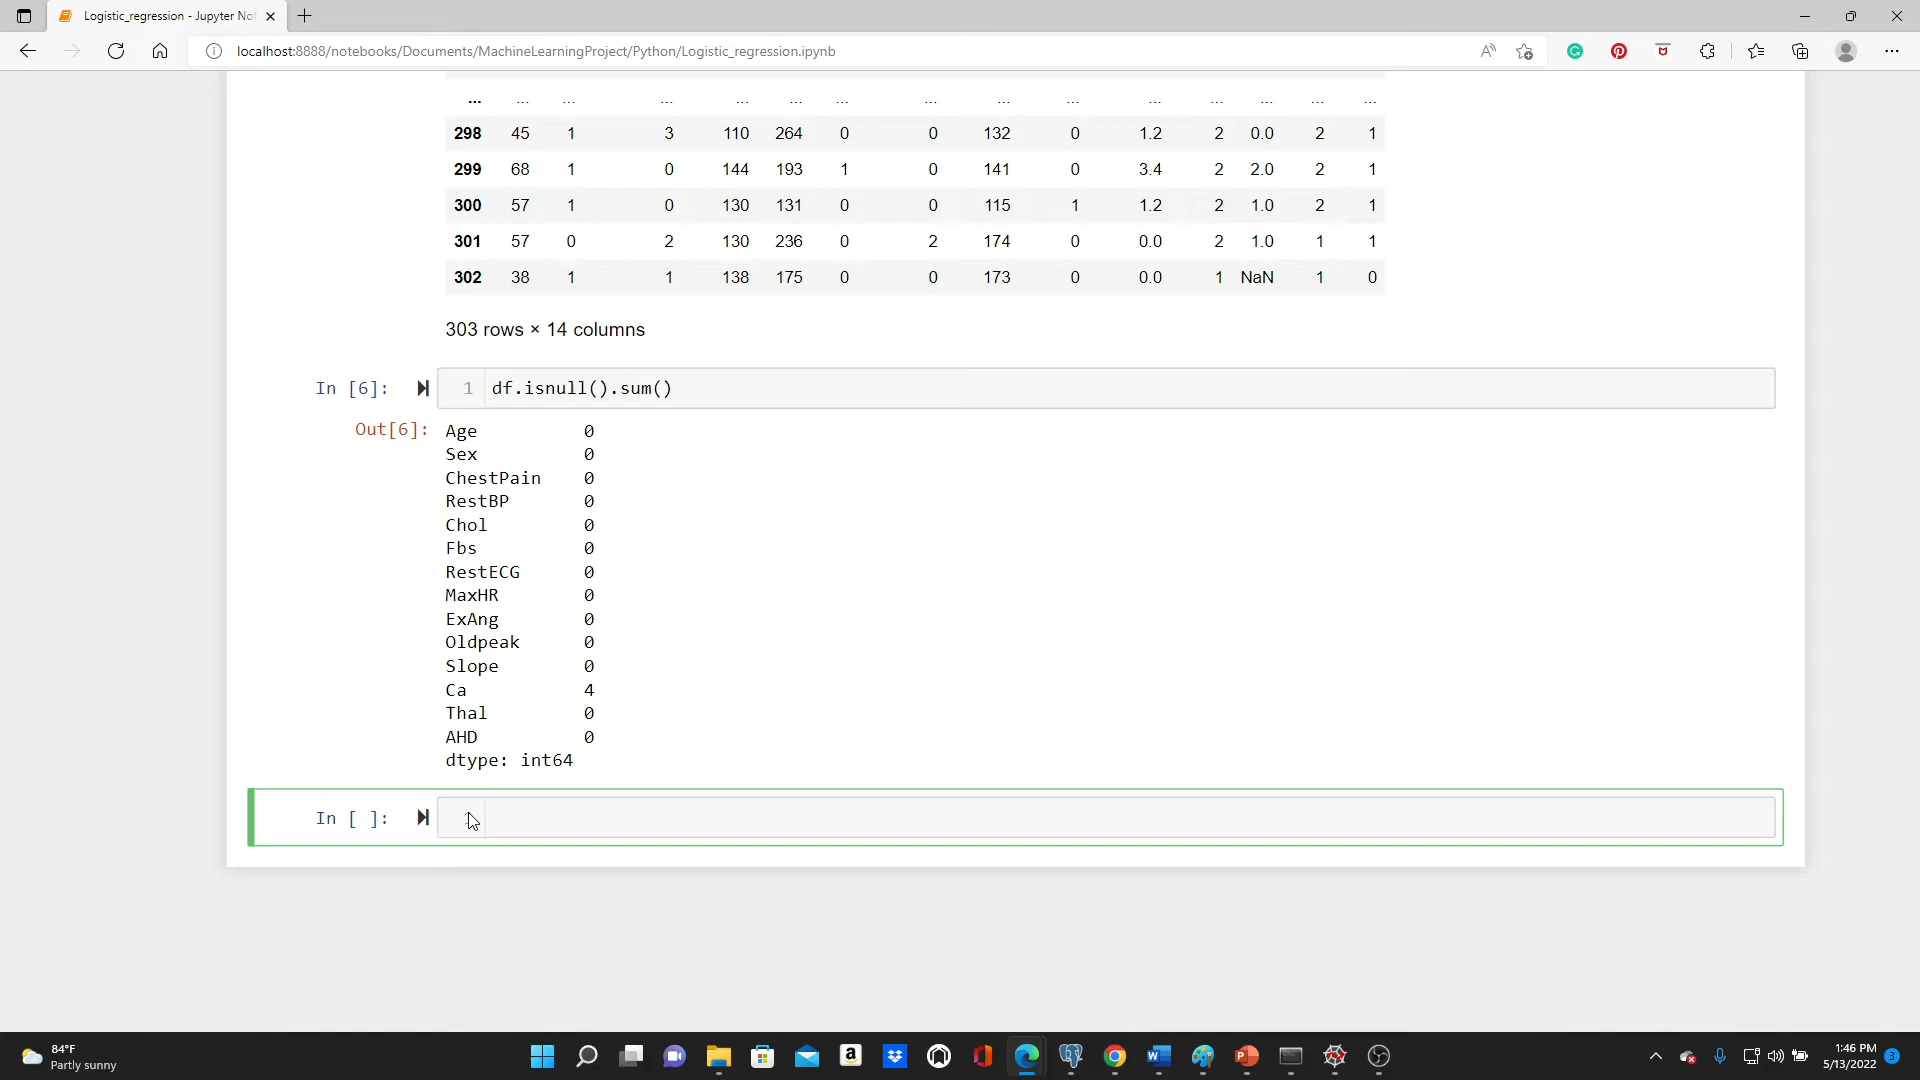 Logistic_regression - Jupyter No
localhost:8888/notebooks/Documents/MachineLearningProject/Python/Logistic_regression.ipynb
... ... ... ... ... ... ... ... ... ... ... ... ... ... ...
298 45 1 3 110 264 0 0 132 0 1.2 2 0.0 2 1
299 68 1 0 144 193 1 0 141 0 3.4 2 2.0 2 1
300 57 1 0 130 131 0 0 115 1 1.2 2 1.0 2 1
301 57 0 2 130 236 0 2 174 0 0.0 2 1.0 1 1
302 38 1 1 138 175 0 0 173 0 0.0 1 NaN 1 0
303 rows × 14 columns
In [6]: 1 df.isnull().sum()
Out[6]: Age 0
Sex 0
ChestPain 0
RestBP 0
Chol 0
Fbs 0
RestECG 0
MaxHR 0
ExAng 0
Oldpeak 0
Slope 0
Ca 4
Thal 0
AHD 0
dtype: int64
In [ ]:
84°F
Partly sunny
1:46 PM
5/13/2022
3